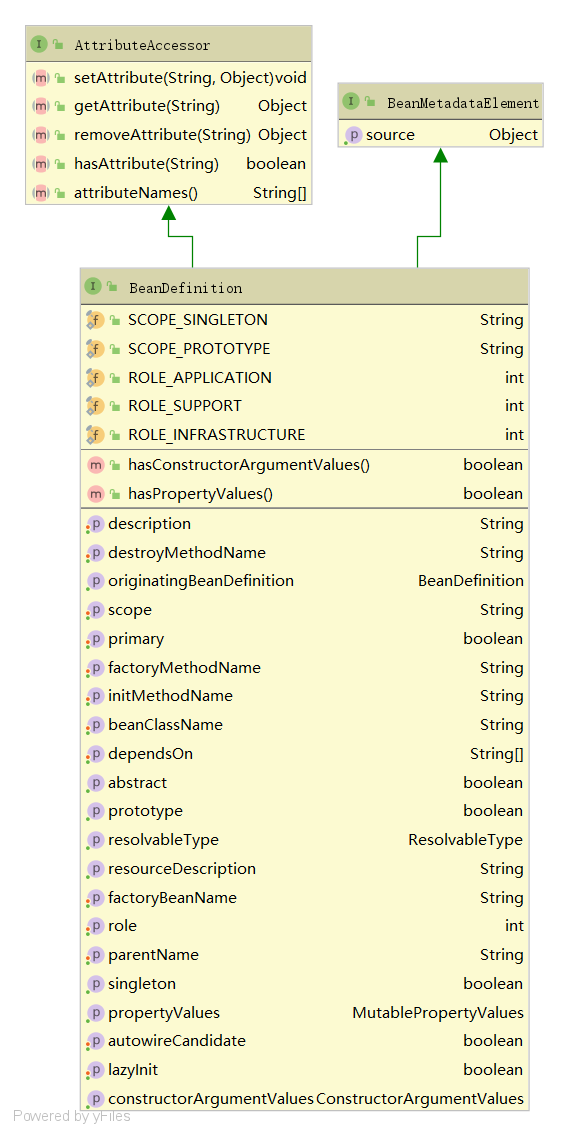 I AttributeAccessor
m setAttribute(String, Object) void
m getAttribute(String) Object
m removeAttribute(String) Object
m hasAttribute(String) boolean
m attributeNames() String[]
I BeanMetadataElement
p source Object
I BeanDefinition
f SCOPE_SINGLETON String
f SCOPE_PROTOTYPE String
f ROLE_APPLICATION int
f ROLE_SUPPORT int
f ROLE_INFRASTRUCTURE int
m hasConstructorArgumentValues() boolean
m hasPropertyValues() boolean
p description String
p destroyMethodName String
p originatingBeanDefinition BeanDefinition
p scope String
p primary boolean
p factoryMethodName String
p initMethodName String
p beanClassName String
p dependsOn String[]
p abstract boolean
p prototype boolean
p resolvableType ResolvableType
p resourceDescription String
p factoryBeanName String
p role int
p parentName String
p singleton boolean
p propertyValues MutablePropertyValues
p autowireCandidate boolean
p lazyInit boolean
p constructorArgumentValues ConstructorArgumentValues
Powered by yFiles